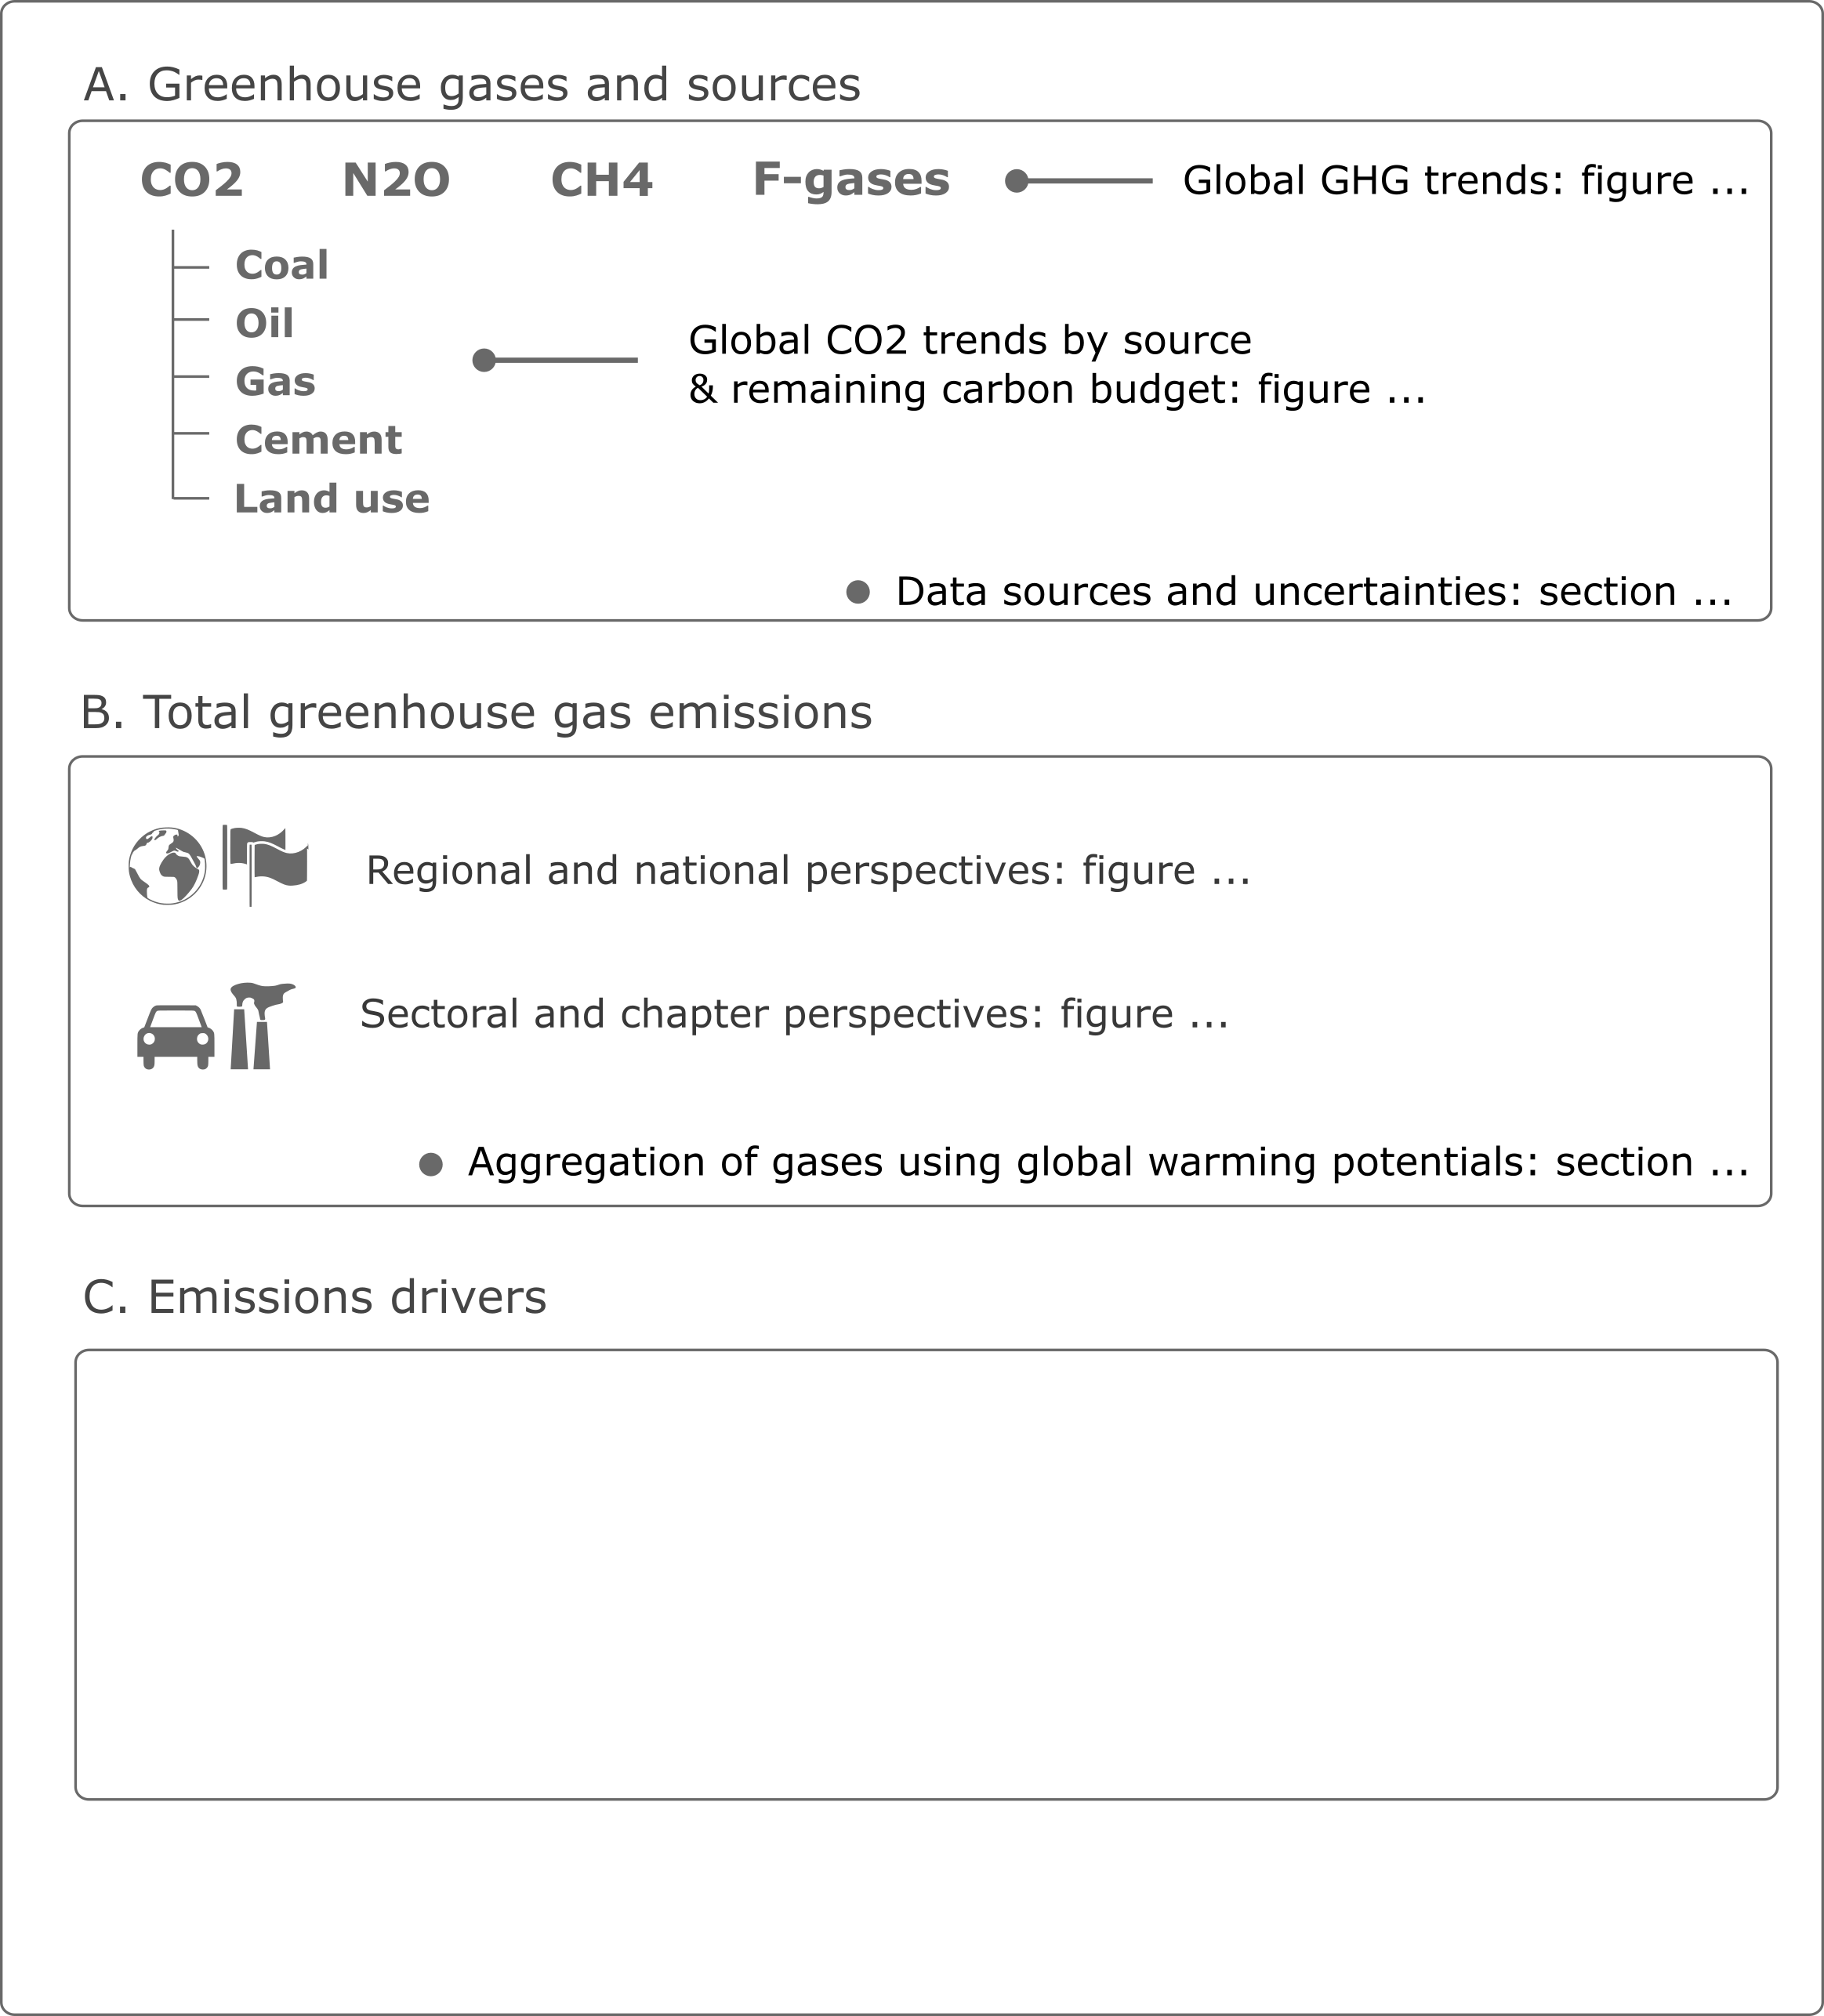 A. Greenhouse gases and sources
CO2 N2O CH4 F-gases Global GHG trends: figure ...
Coal
Oil
Gas
Cement
Land use
Global CO2 trends by source
& remaining carbon budget: figure ...
Data sources and uncertainties: section ...
B. Total greenhouse gas emissions
Regional and national perspectives: figure ...
Sectoral and chapter perspectives: figure ...
Aggregation of gases using global warming potentials: section ...
C. Emissions drivers